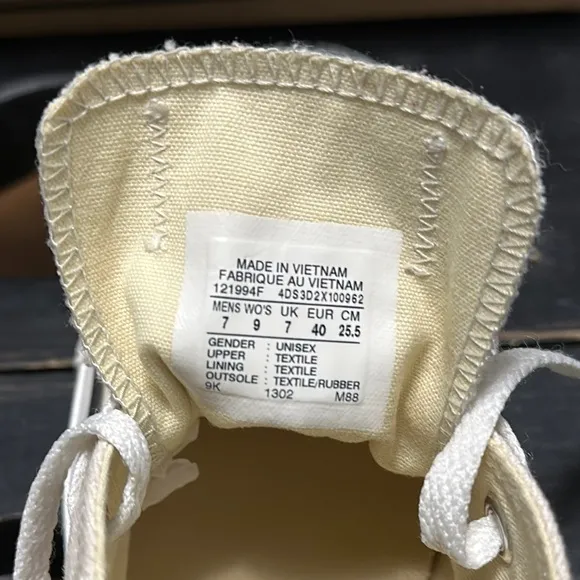 MADE IN VIETNAM
FABRIQUE AU VIETNAM
121994F 4DS3D2X100962
MENS WO'S UK EUR CM
7 9 7 40 25.5
GENDER : UNISEX
UPPER : TEXTILE
LINING : TEXTILE
OUTSOLE : TEXTILE/RUBBER
9K 1302 M88